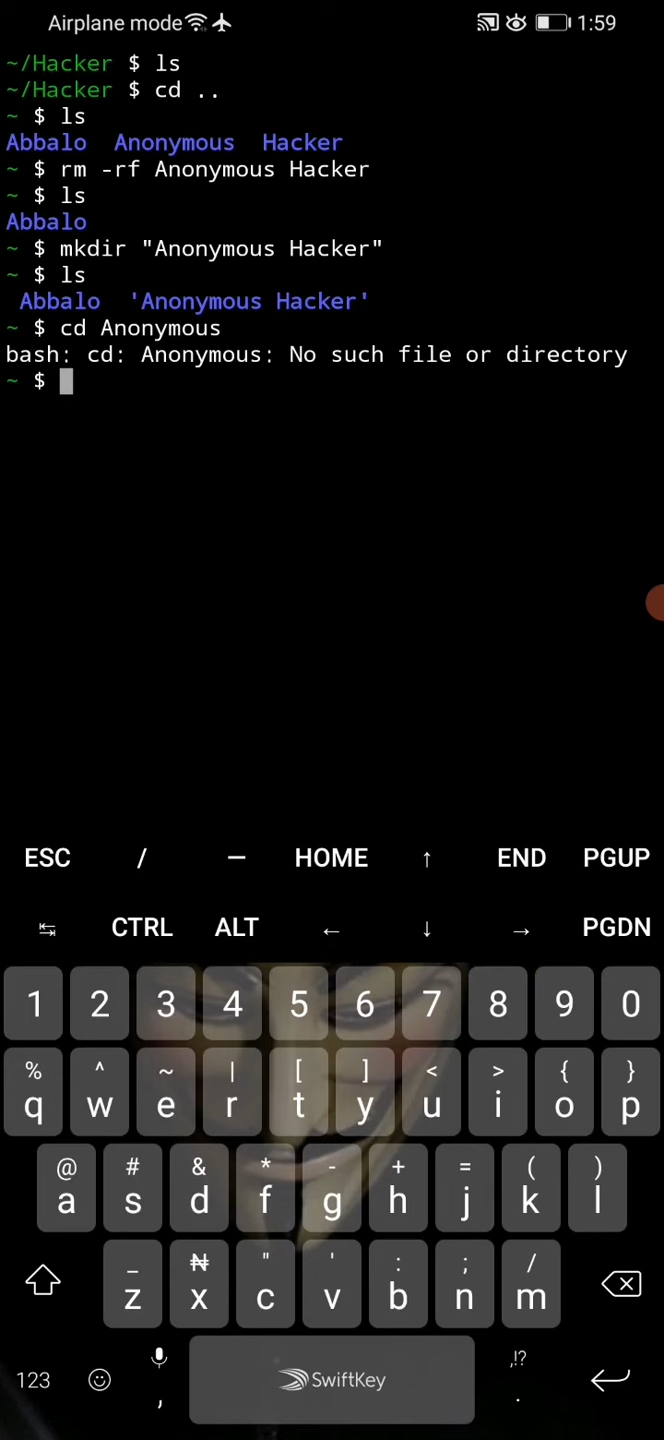 Airplane mode 1:59
~/Hacker $ ls
~/Hacker $ cd ..
~ $ ls
Abbalo  Anonymous  Hacker
~ $ rm -rf Anonymous Hacker
~ $ ls
Abbalo
~ $ mkdir "Anonymous Hacker"
~ $ ls
 Abbalo  'Anonymous Hacker'
~ $ cd Anonymous
bash: cd: Anonymous: No such file or directory
~ $
ESC / — HOME ↑ END PGUP
↹ CTRL ALT ← ↓ → PGDN
1 2 3 4 5 6 7 8 9 0
% ^ ~ | [ ] < > { }
q w e r t y u i o p
@ # & * - + = ( )
a s d f g h j k l
_ ₦ " ' : ; /
z x c v b n m
,!?
123 , SwiftKey .